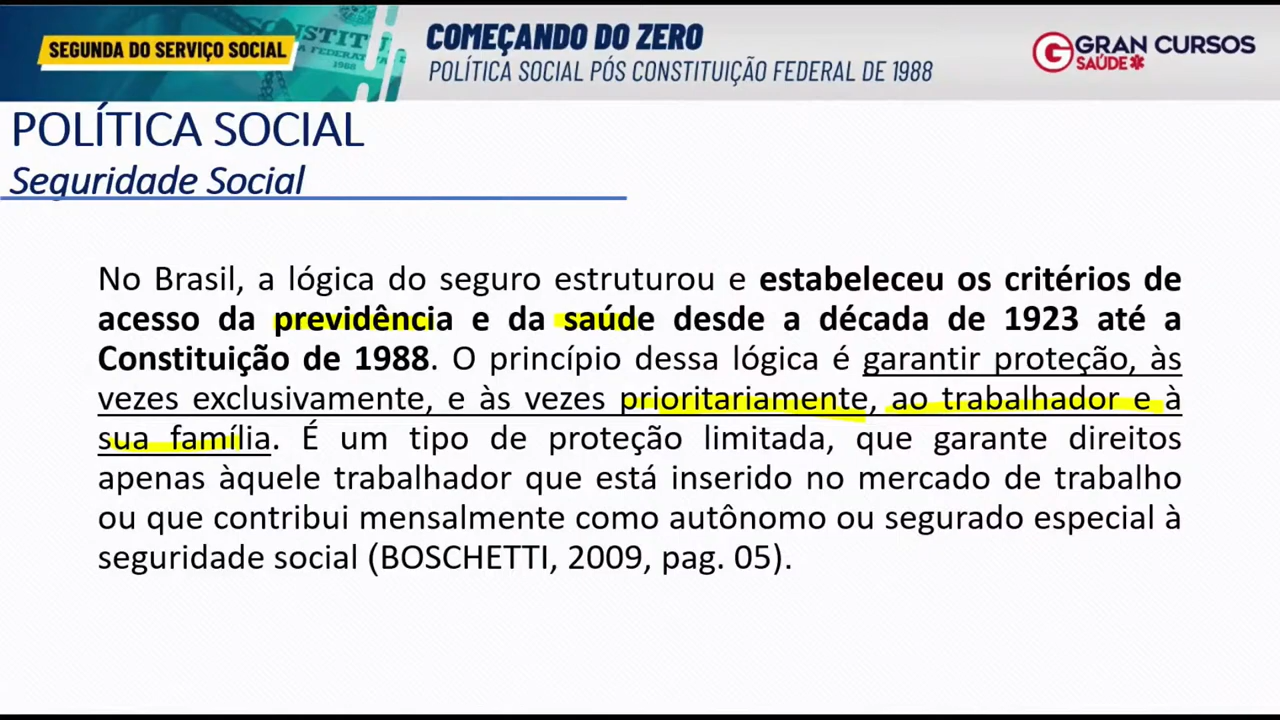 SEGUNDA DO SERVIÇO SOCIAL
CONSTITU
A FEDERAT
1988
COMEÇANDO DO ZERO
POLÍTICA SOCIAL PÓS CONSTITUIÇÃO FEDERAL DE 1988
GRAN CURSOS
SAÚDE
POLÍTICA SOCIAL
Seguridade Social
No Brasil, a lógica do seguro estruturou e estabeleceu os critérios de
acesso da previdência e da saúde desde a década de 1923 até a
Constituição de 1988. O princípio dessa lógica é garantir proteção, às
vezes exclusivamente, e às vezes prioritariamente, ao trabalhador e à
sua família. É um tipo de proteção limitada, que garante direitos
apenas àquele trabalhador que está inserido no mercado de trabalho
ou que contribui mensalmente como autônomo ou segurado especial à
seguridade social (BOSCHETTI, 2009, pag. 05).